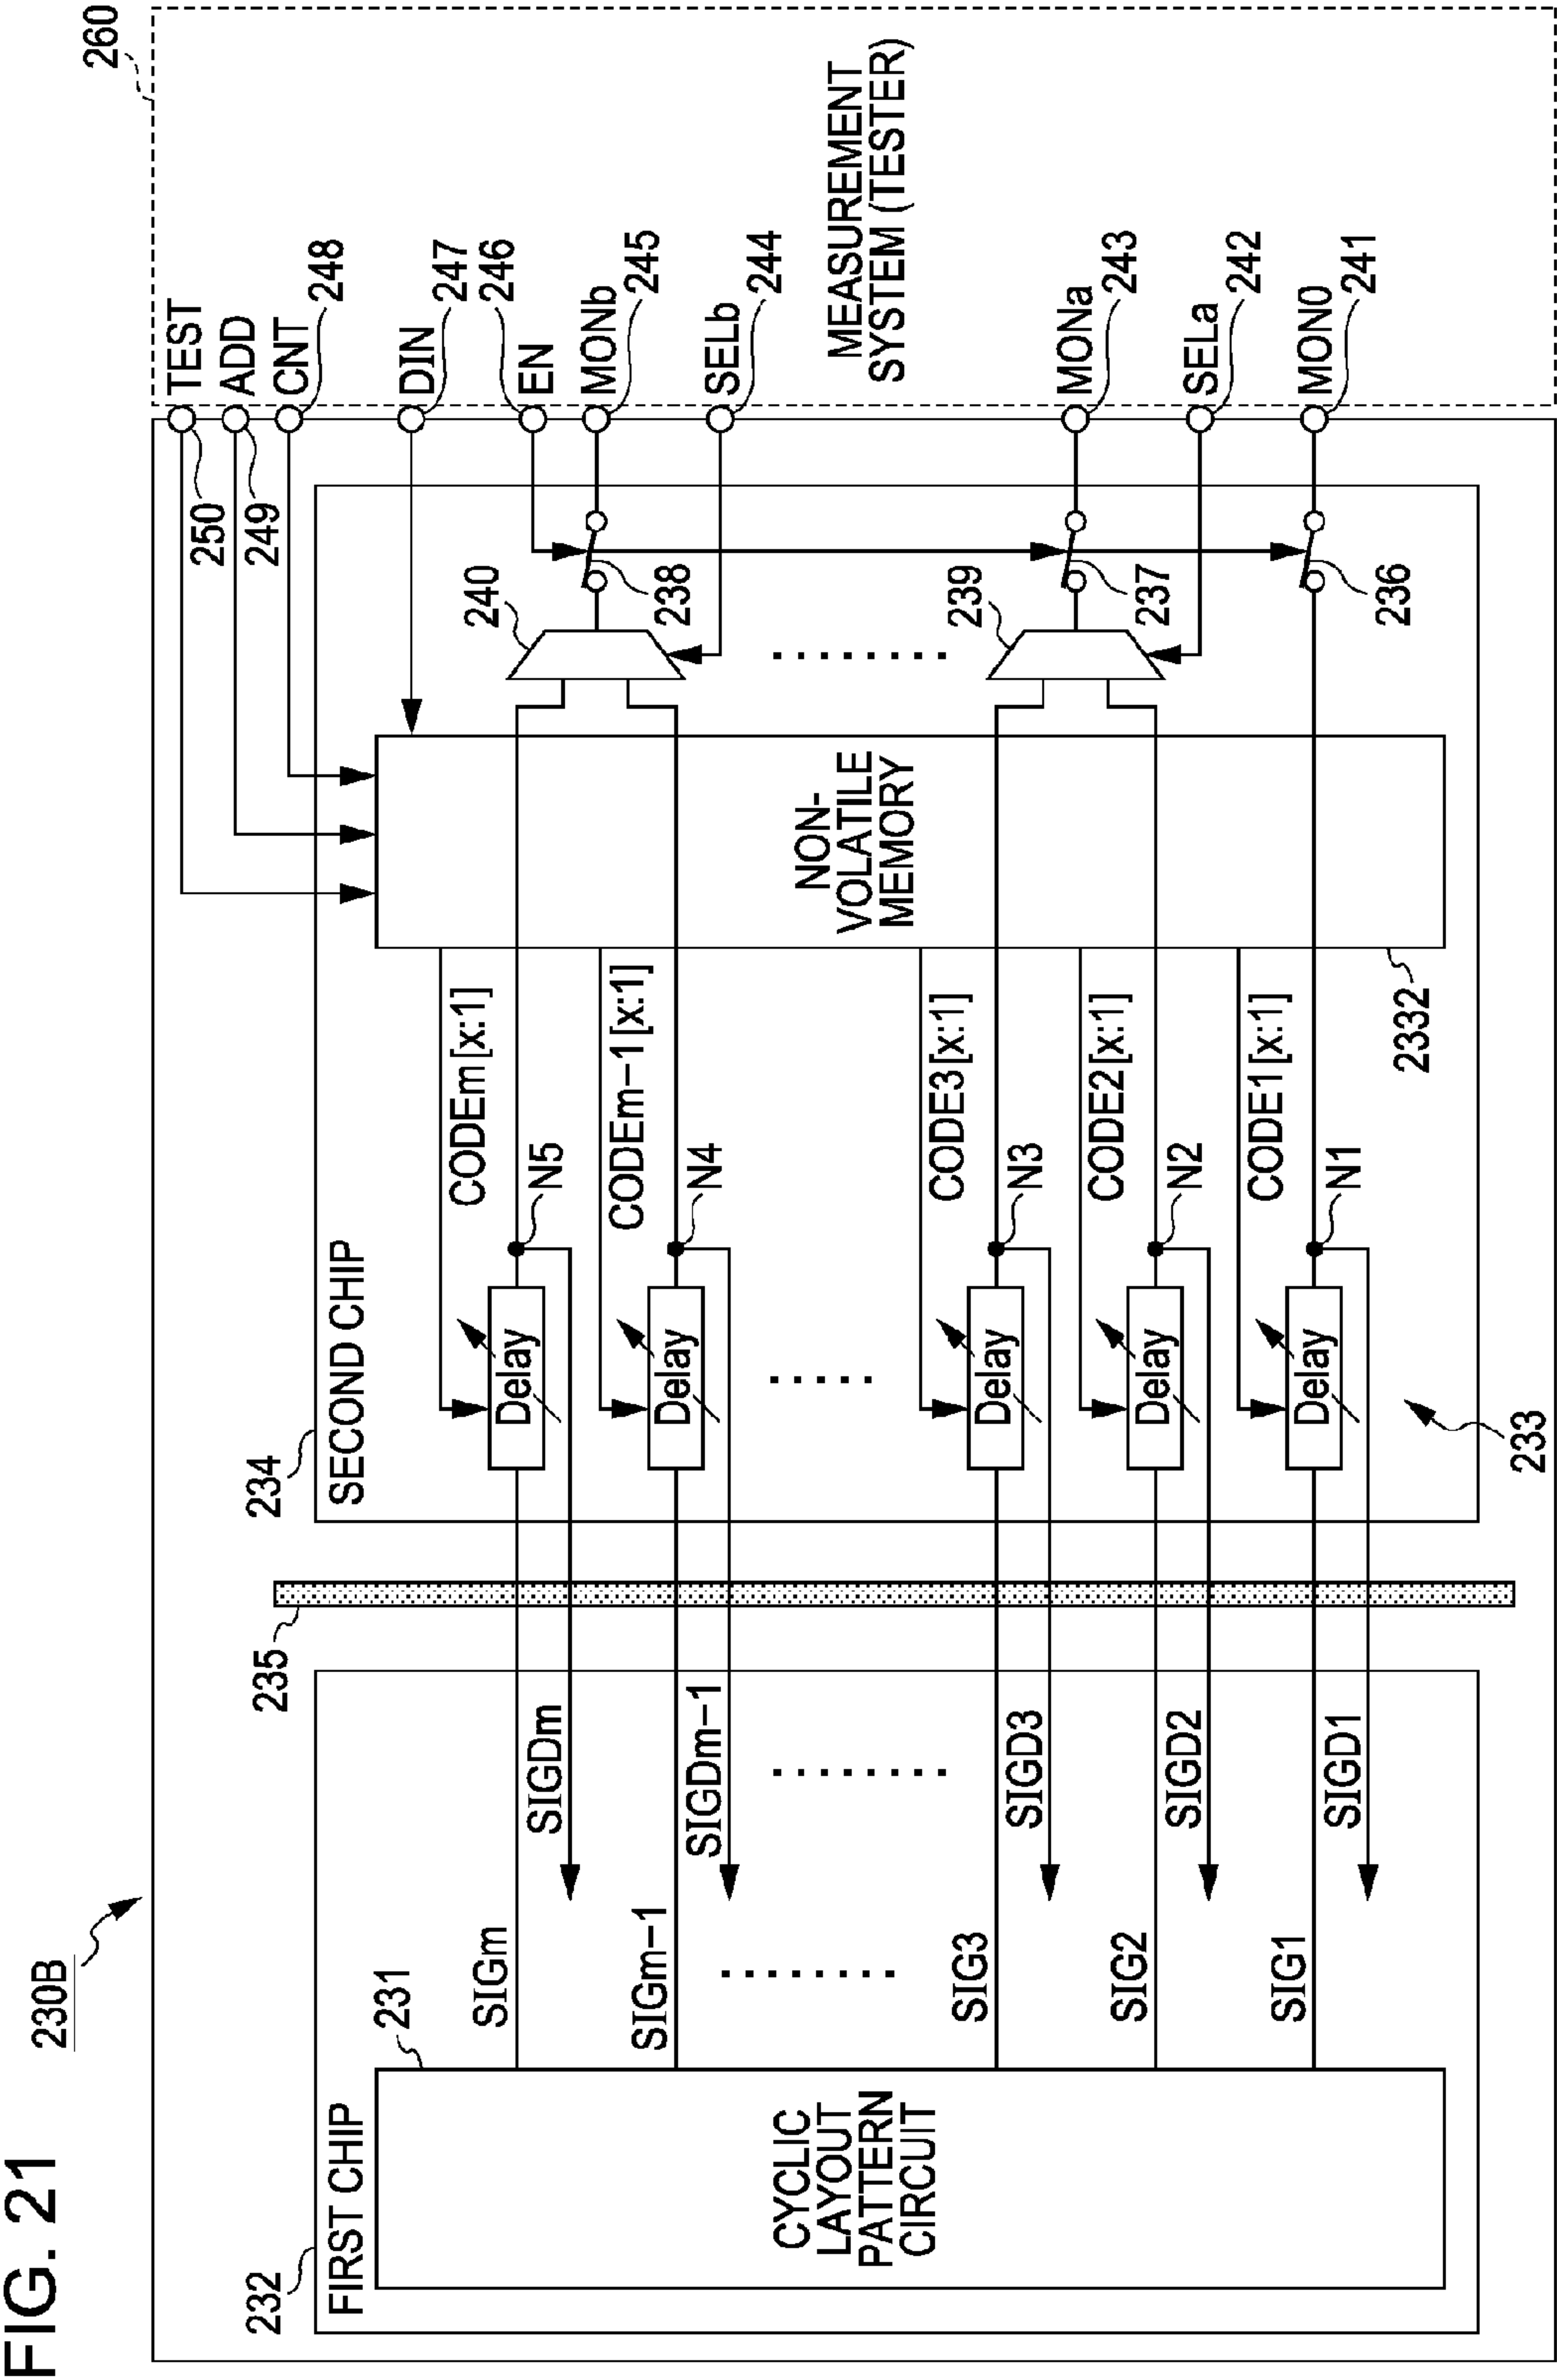 FIG. 21
230B
260
232
FIRST CHIP
231
CYCLIC
LAYOUT
PATTERN
CIRCUIT
SIGm
SIGDm
SIGm-1
SIGDm-1
SIG3
SIGD3
SIG2
SIGD2
SIG1
SIGD1
235
234
SECOND CHIP
Delay
CODEm[x:1]
N5
Delay
CODEm-1[x:1]
N4
Delay
CODE3[x:1]
N3
Delay
CODE2[x:1]
N2
Delay
CODE1[x:1]
N1
233
NON-
VOLATILE
MEMORY
2332
240
238
239
237
236
250
TEST
249
ADD
CNT
248
DIN
247
246
EN
MONb
245
SELb
244
MONa
243
SELa
242
MON0
241
MEASUREMENT
SYSTEM (TESTER)